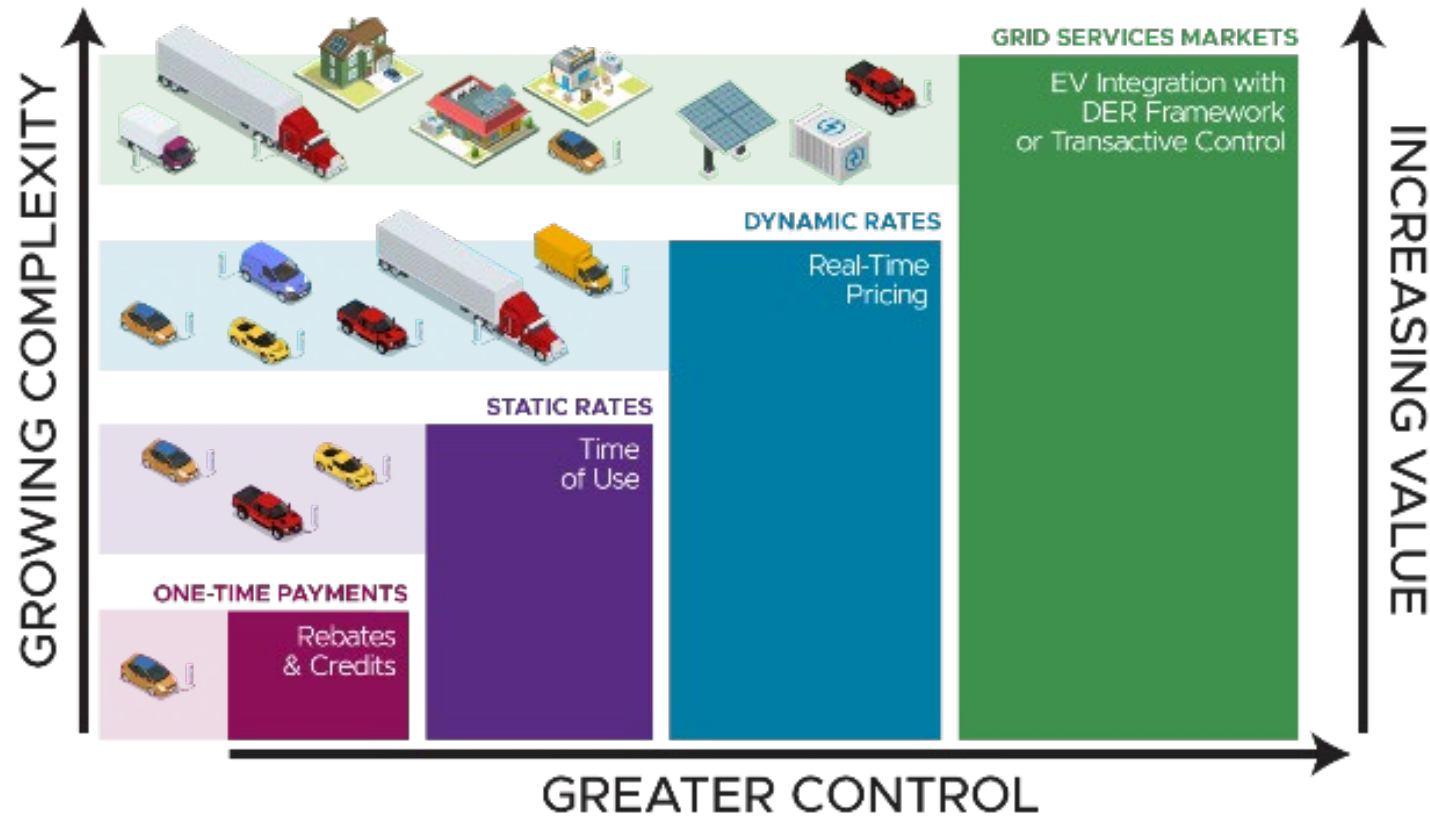 GRID SERVICES MARKETS
EV Integration with
DER Framework
or Transactive Control
DYNAMIC RATES
Real-Time
Pricing
STATIC RATES
Time
of Use
ONE-TIME PAYMENTS
Rebates
& Credits
GROWING COMPLEXITY
INCREASING VALUE
GREATER CONTROL